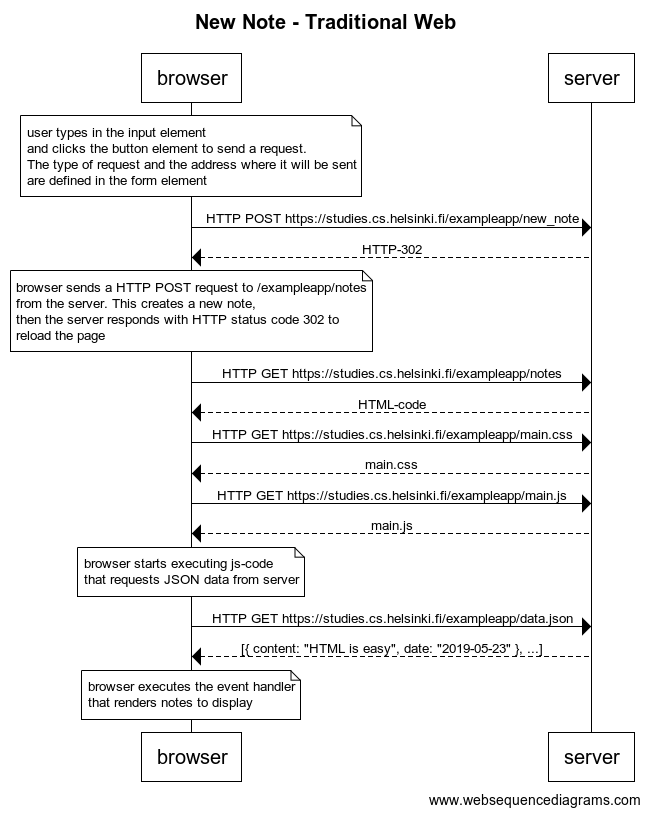 New Note - Traditional Web
browser
server
user types in the input element
and clicks the button element to send a request.
The type of request and the address where it will be sent
are defined in the form element
HTTP POST https://studies.cs.helsinki.fi/exampleapp/new_note
HTTP-302
browser sends a HTTP POST request to /exampleapp/notes
from the server. This creates a new note,
then the server responds with HTTP status code 302 to
reload the page
HTTP GET https://studies.cs.helsinki.fi/exampleapp/notes
HTML-code
HTTP GET https://studies.cs.helsinki.fi/exampleapp/main.css
main.css
HTTP GET https://studies.cs.helsinki.fi/exampleapp/main.js
main.js
browser starts executing js-code
that requests JSON data from server
HTTP GET https://studies.cs.helsinki.fi/exampleapp/data.json
[{ content: "HTML is easy", date: "2019-05-23" }, ...]
browser executes the event handler
that renders notes to display
browser
server
www.websequencediagrams.com